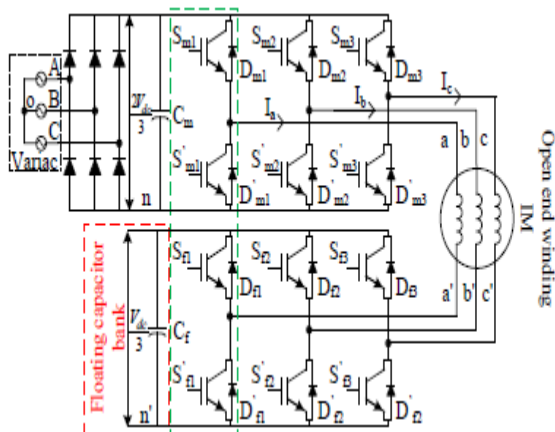 S_m1 S_m2 S_m3
A
o B
C
Variac
2V_dc
3
C_m
D_m1 D_m2 D_m3
I_a I_b I_c
a b c
S'_m1 S'_m2 S'_m3
n
D'_m1 D'_m2 D'_m3
Open end winding
IM
S_f1 S_f2 S_f3
D_f1 D_f2 D_f3
a' b' c'
V_dc
3
C_f
Floating capacitor
bank
S'_f1 S'_f2 S'_f3
n'
D'_f1 D'_f2 D'_f2